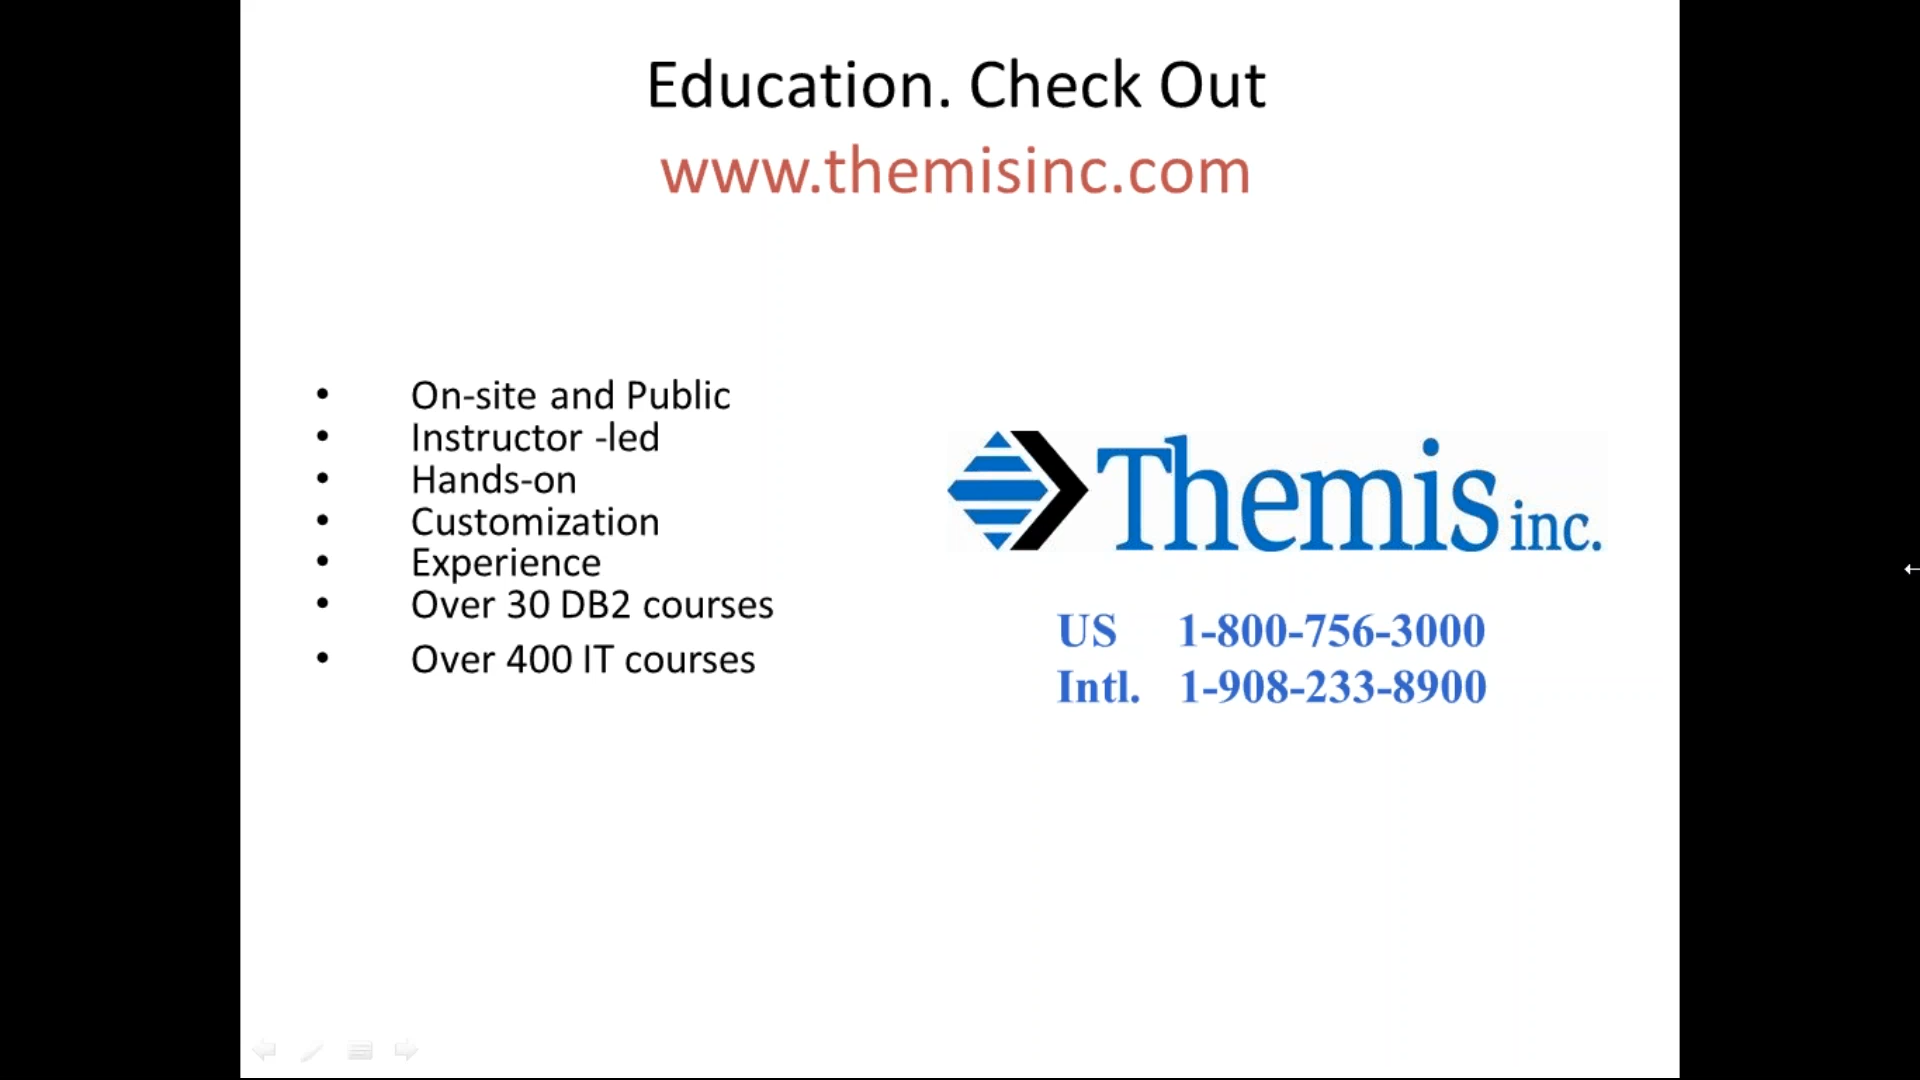 Education. Check Out
www.themisinc.com
• On-site and Public
• Instructor -led
• Hands-on
• Customization
• Experience
• Over 30 DB2 courses
• Over 400 IT courses
Themis inc.
US 1-800-756-3000
Intl. 1-908-233-8900